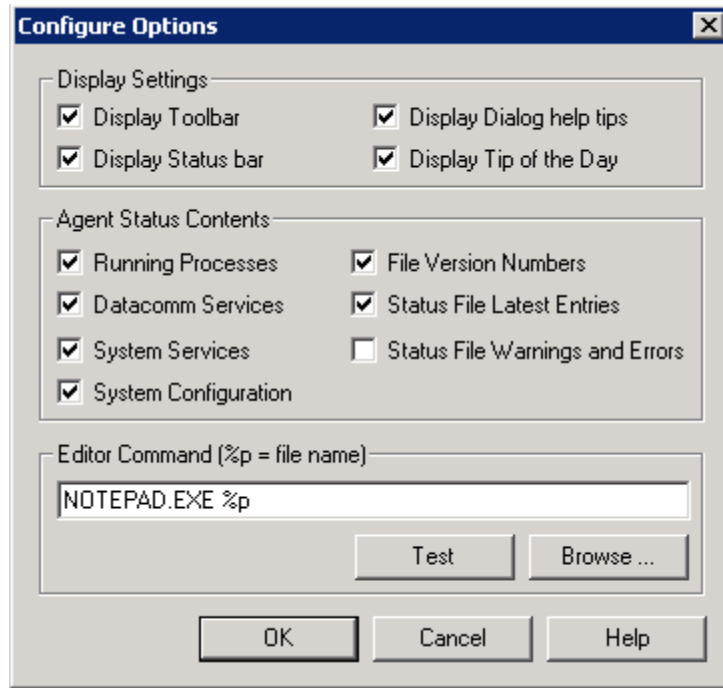 Configure Options
Display Settings
Display Toolbar
Display Dialog help tips
Display Status bar
Display Tip of the Day
Agent Status Contents
Running Processes
File Version Numbers
Datacomm Services
Status File Latest Entries
System Services
Status File Warnings and Errors
System Configuration
Editor Command (%p = file name)
NOTEPAD.EXE %p
Test
Browse ...
OK
Cancel
Help